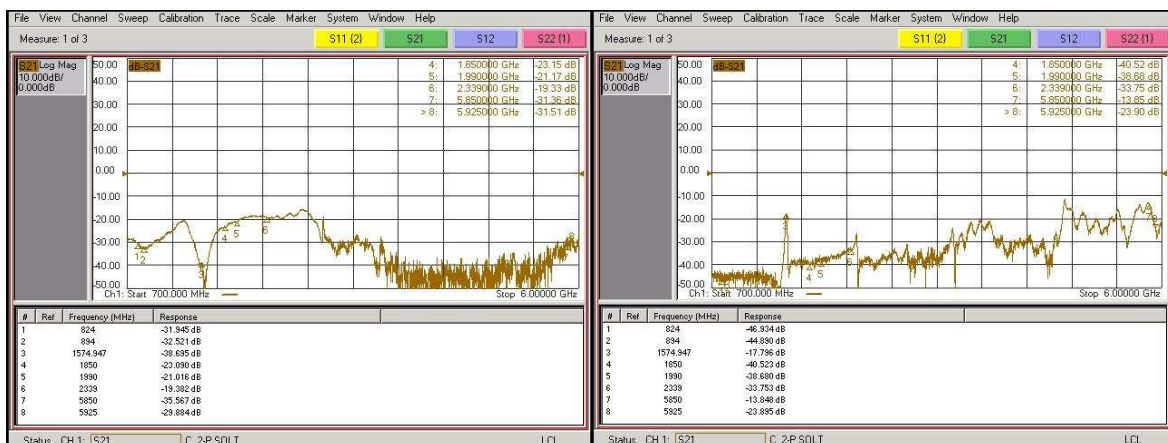 File View Channel Sweep Calibration Trace Scale Marker System Window Help
Measure: 1 of 3
S11 {2}
S21
S12
S22 {1}
S21 Log Mag
10.000dB/
0.000dB
50.00
40.00
30.00
20.00
10.00
0.00
-10.00
-20.00
-30.00
-40.00
-50.00
dB-S21
4: 1.850000 GHz -23.15 dB
5: 1.990000 GHz -21.17 dB
6: 2.339000 GHz -19.33 dB
7: 5.850000 GHz -31.36 dB
> 8: 5.925000 GHz -31.51 dB
1 2
3
4
5
6
8
Ch1: Start 700.000 MHz
Stop 6.00000 GHz
# Ref Frequency (MHz) Response
1 824 -31.945 dB
2 894 -32.521 dB
3 1574.947 -38.695 dB
4 1850 -23.090 dB
5 1990 -21.016 dB
6 2339 -19.382 dB
7 5850 -35.567 dB
8 5925 -29.884 dB
Status CH 1: S21 C 2-P SOLT LCL
File View Channel Sweep Calibration Trace Scale Marker System Window Help
Measure: 1 of 3
S11 {2}
S21
S12
S22 {1}
S21 Log Mag
10.000dB/
0.000dB
50.00
40.00
30.00
20.00
10.00
0.00
-10.00
-20.00
-30.00
-40.00
-50.00
dB-S21
4: 1.850000 GHz -40.52 dB
5: 1.990000 GHz -38.68 dB
6: 2.339000 GHz -33.75 dB
7: 5.850000 GHz -13.85 dB
> 8: 5.925000 GHz -23.90 dB
4
5
6
Ch1: Start 700.000 MHz
Stop 6.00000 GHz
# Ref Frequency (MHz) Response
1 824 -46.934 dB
2 894 -44.890 dB
3 1574.947 -17.796 dB
4 1850 -40.523 dB
5 1990 -38.680 dB
6 2339 -33.753 dB
7 5850 -13.848 dB
8 5925 -23.895 dB
Status CH 1: S21 C 2-P SOLT LCL